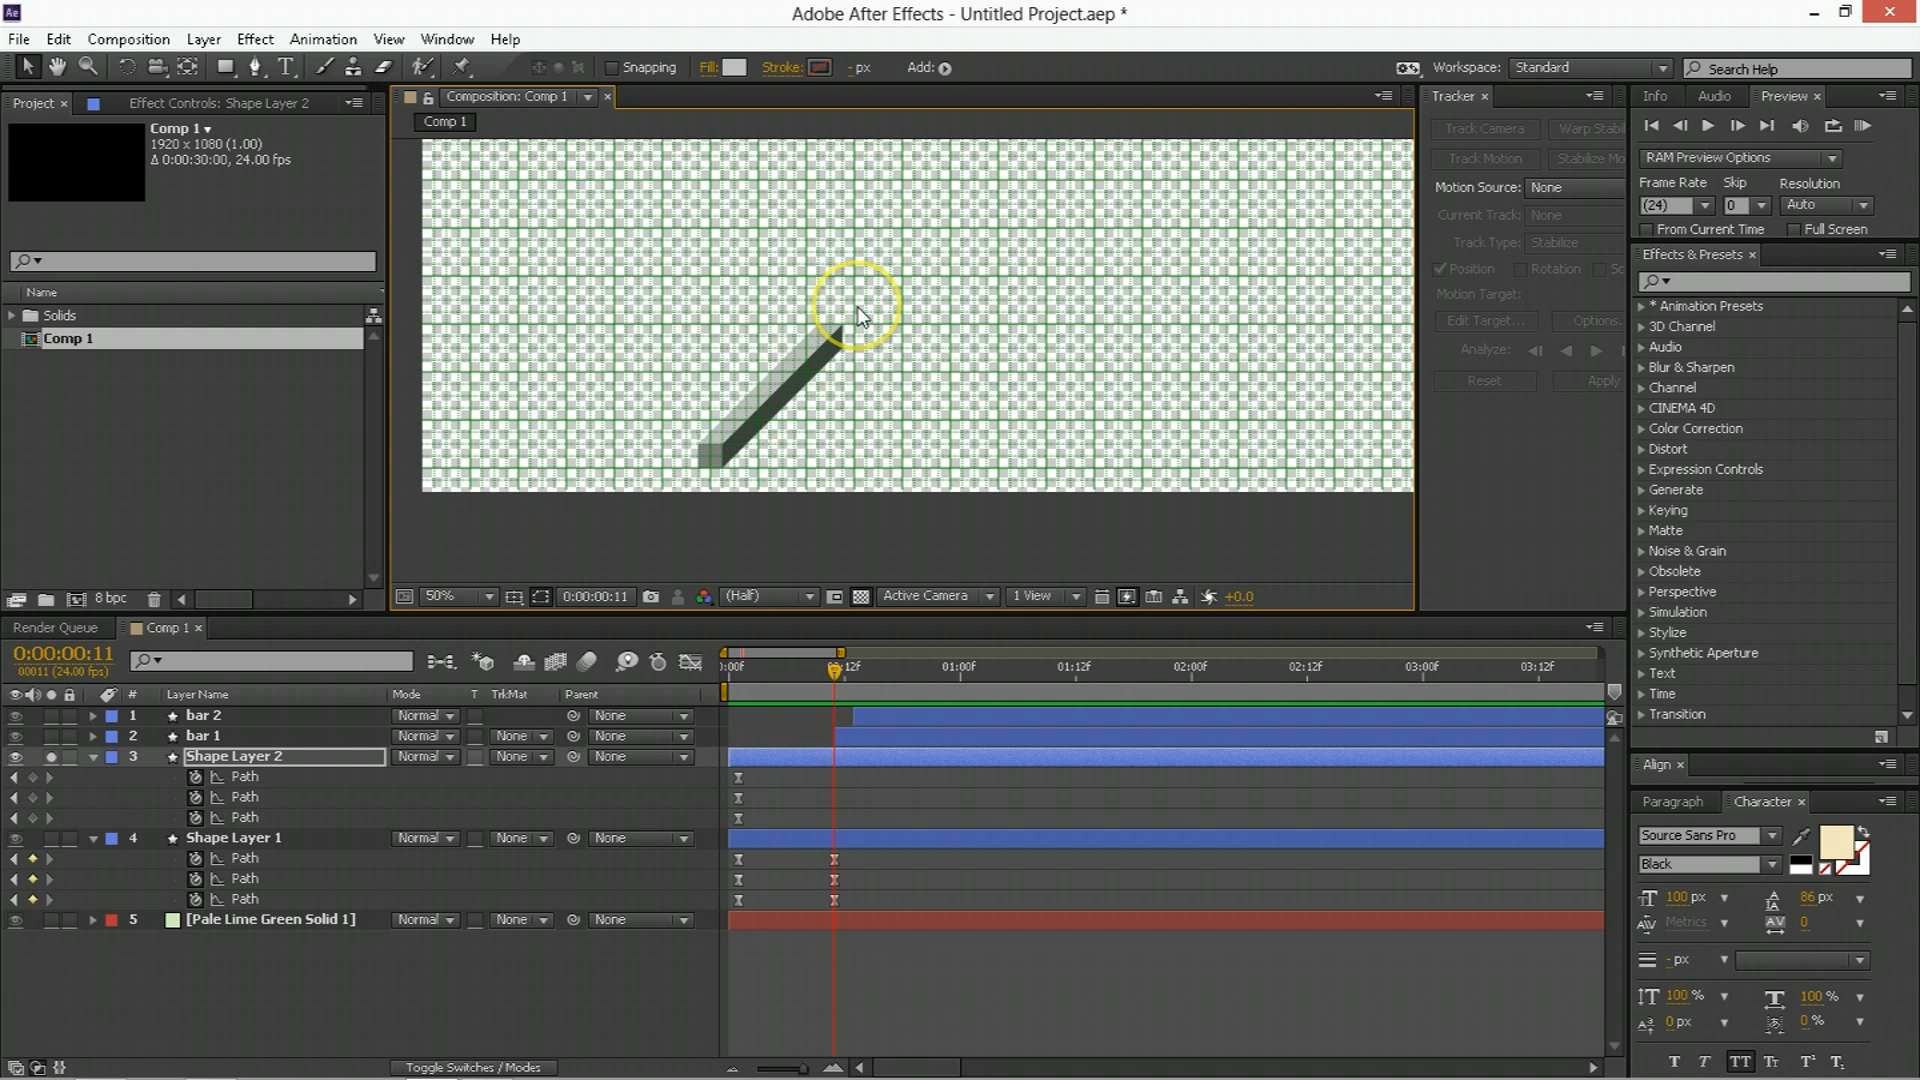 Ae
Adobe After Effects - Untitled Project.aep *
File Edit Composition Layer Effect Animation View Window Help
Snapping Fill: Stroke: - px Add:
Workspace: Standard Search Help
Project × Effect Controls: Shape Layer 2
Comp 1
1920 x 1080 (1.00)
Δ 0:00:30:00, 24.00 fps
Name
Solids
Comp 1
8 bpc
Composition: Comp 1 ×
Comp 1
50% 0:00:00:11 (Half) Active Camera 1 View +0.0
Tracker ×
Track Camera Warp Stabi
Track Motion Stabilize Mo
Motion Source: None
Current Track: None
Track Type: Stabilize
Position Rotation Sc
Motion Target:
Edit Target... Options.
Analyze:
Reset Apply
Info Audio Preview ×
RAM Preview Options
Frame Rate Skip Resolution
(24) 0 Auto
From Current Time Full Screen
Effects & Presets ×
* Animation Presets
3D Channel
Audio
Blur & Sharpen
Channel
CINEMA 4D
Color Correction
Distort
Expression Controls
Generate
Keying
Matte
Noise & Grain
Obsolete
Perspective
Simulation
Stylize
Synthetic Aperture
Text
Time
Transition
Align ×
Paragraph Character ×
Source Sans Pro
Black
100 px 86 px
Metrics 0
- px
100 % 100 %
0 px 0 %
T T TT Tt T¹ T₁
Render Queue Comp 1 ×
0:00:00:11
00011 (24.00 fps)
):00f 00:12f 01:00f 01:12f 02:00f 02:12f 03:00f 03:12f
# Layer Name Mode T TrkMat Parent
1 bar 2 Normal None
2 bar 1 Normal None None
3 Shape Layer 2 Normal None None
Path
Path
Path
4 Shape Layer 1 Normal None None
Path
Path
Path
5 [Pale Lime Green Solid 1] Normal None None
Toggle Switches / Modes